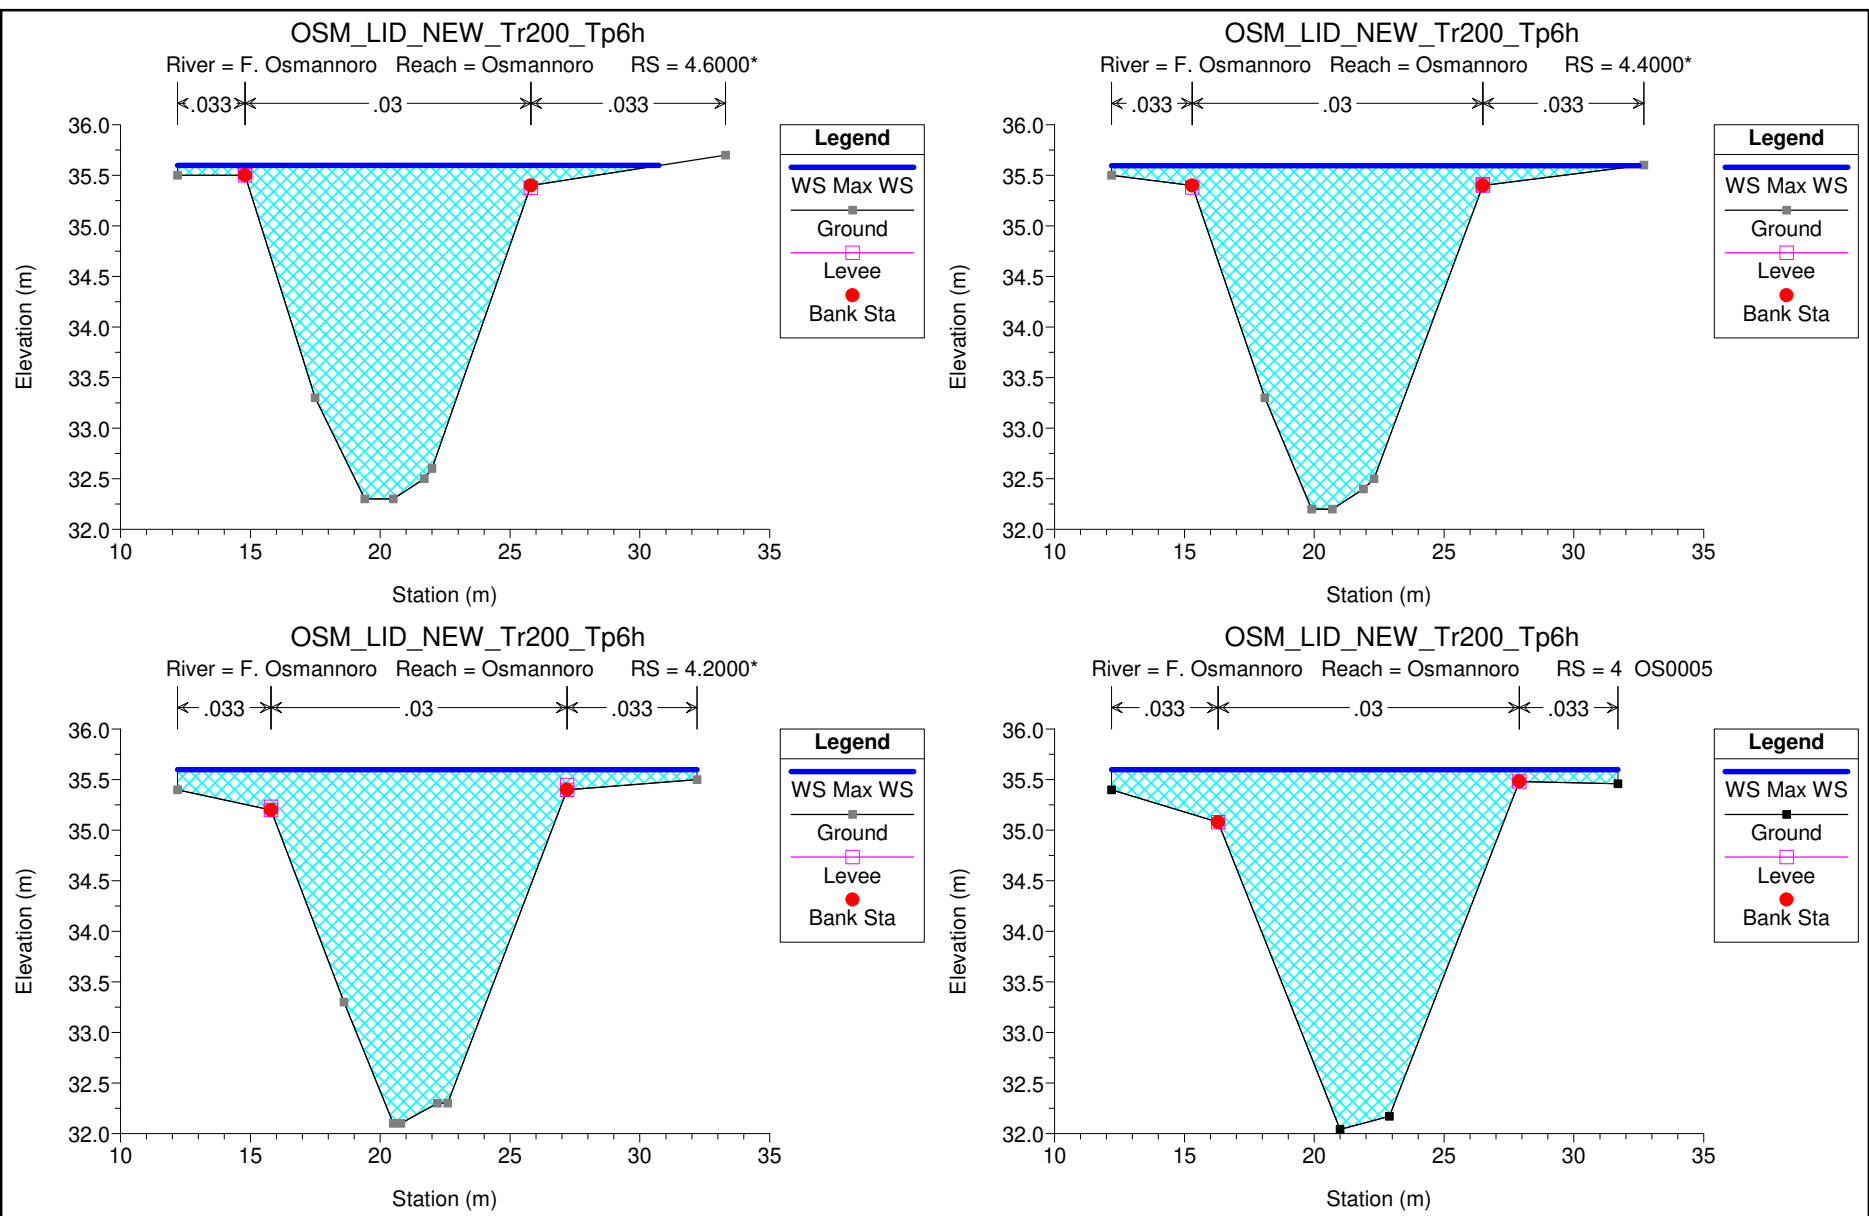 OSM_LID_NEW_Tr200_Tp6h
River = F. Osmannoro Reach = Osmannoro RS = 4.6000*
.033 .03 .033
36.0
35.5
35.0
34.5
34.0
33.5
33.0
32.5
32.0
Elevation (m)
10 15 20 25 30 35
Station (m)
Legend
WS Max WS
Ground
Levee
Bank Sta
OSM_LID_NEW_Tr200_Tp6h
River = F. Osmannoro Reach = Osmannoro RS = 4.4000*
.033 .03 .033
36.0
35.5
35.0
34.5
34.0
33.5
33.0
32.5
32.0
Elevation (m)
10 15 20 25 30 35
Station (m)
Legend
WS Max WS
Ground
Levee
Bank Sta
OSM_LID_NEW_Tr200_Tp6h
River = F. Osmannoro Reach = Osmannoro RS = 4.2000*
.033 .03 .033
36.0
35.5
35.0
34.5
34.0
33.5
33.0
32.5
32.0
Elevation (m)
10 15 20 25 30 35
Station (m)
Legend
WS Max WS
Ground
Levee
Bank Sta
OSM_LID_NEW_Tr200_Tp6h
River = F. Osmannoro Reach = Osmannoro RS = 4 OS0005
.033 .03 .033
36.0
35.5
35.0
34.5
34.0
33.5
33.0
32.5
32.0
Elevation (m)
10 15 20 25 30 35
Station (m)
Legend
WS Max WS
Ground
Levee
Bank Sta